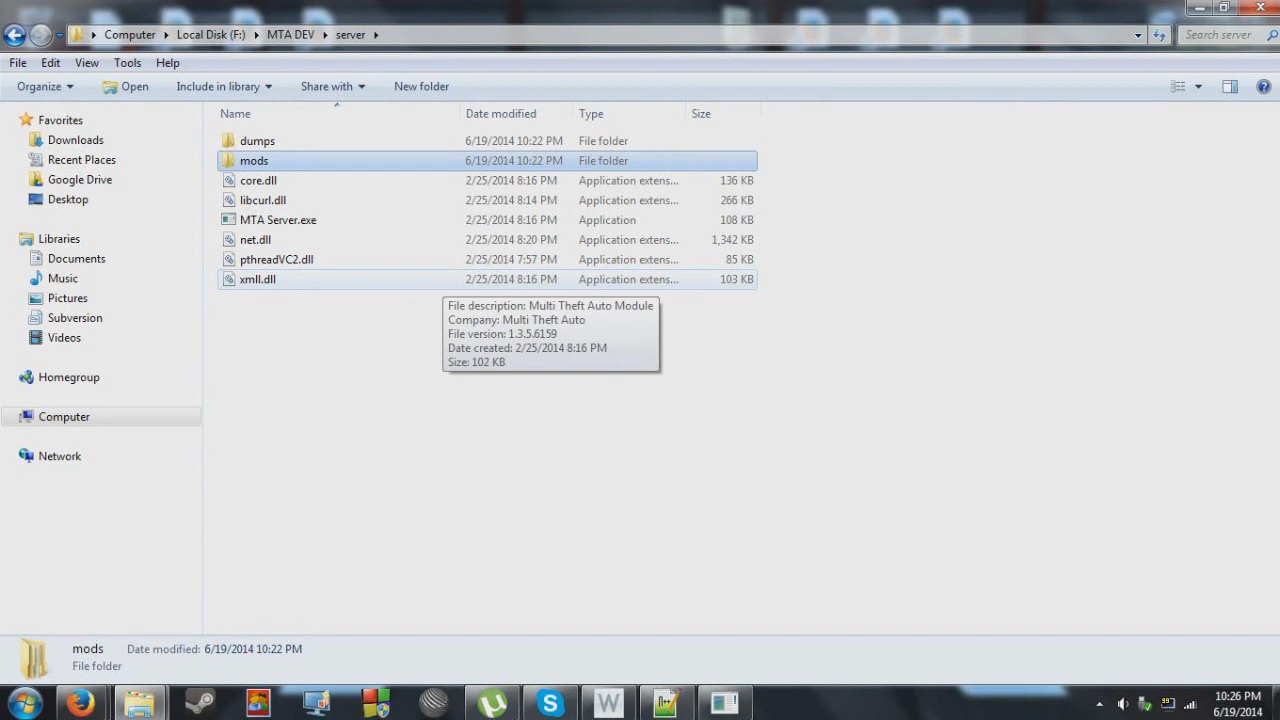 Computer Local Disk (F:) MTA DEV server Search server
File Edit View Tools Help
Organize Open Include in library Share with New folder
Name Date modified Type Size
Favorites
Downloads
Recent Places
Google Drive
Desktop
Libraries
Documents
Music
Pictures
Subversion
Videos
Homegroup
Computer
Network
dumps 6/19/2014 10:22 PM File folder
mods 6/19/2014 10:22 PM File folder
core.dll 2/25/2014 8:16 PM Application extens... 136 KB
libcurl.dll 2/25/2014 8:14 PM Application extens... 266 KB
MTA Server.exe 2/25/2014 8:16 PM Application 108 KB
net.dll 2/25/2014 8:20 PM Application extens... 1,342 KB
pthreadVC2.dll 2/25/2014 7:57 PM Application extens... 85 KB
xmll.dll 2/25/2014 8:16 PM Application extens... 103 KB
File description: Multi Theft Auto Module
Company: Multi Theft Auto
File version: 1.3.5.6159
Date created: 2/25/2014 8:16 PM
Size: 102 KB
mods Date modified: 6/19/2014 10:22 PM
File folder
10:26 PM
6/19/2014